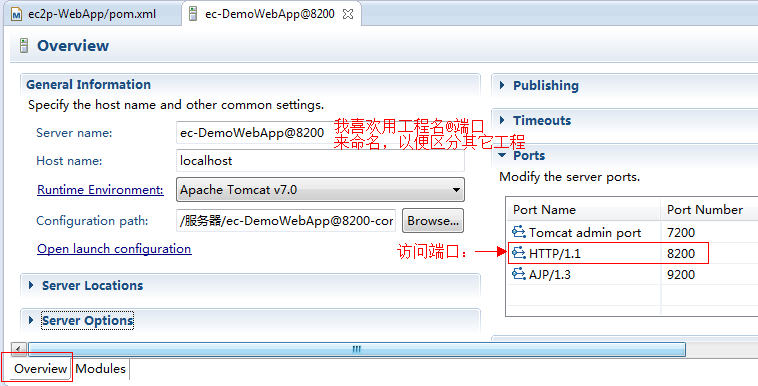 ec2p-WebApp/pom.xml
ec-DemoWebApp@8200
Overview
General Information
Specify the host name and other common settings.
Server name:
ec-DemoWebApp@8200
我喜欢用工程名@端口
来命名，以便区分其它工程
Host name:
localhost
Runtime Environment:
Apache Tomcat v7.0
Configuration path:
/服务器/ec-DemoWebApp@8200-cor
Browse...
Open launch configuration
访问端口：
Server Locations
Server Options
Publishing
Timeouts
Ports
Modify the server ports.
Port Name Port Number
Tomcat admin port 7200
HTTP/1.1 8200
AJP/1.3 9200
Overview Modules